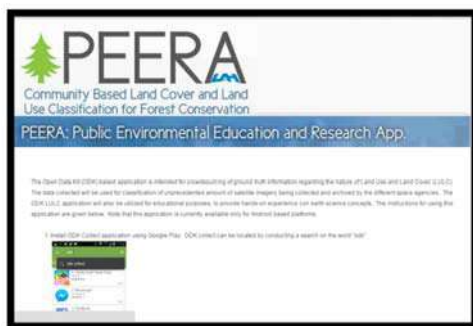 PEERA
Community Based Land Cover and Land
Use Classification for Forest Conservation
PEERA: Public Environmental Education and Research App.
The Open Data Kit (ODK) based application is intended for crowdsourcing of ground truth information regarding the nature of Land Use and Land Cover (LULC).
The data collected will be used for classification of unprecedented amount of satellite imagery being collected and archived by the different space agencies. The
ODK LULC application will also be utilized for educational purposes, to provide hands on experience on earth science concepts. The instructions for using this
application are given below. Note that this application is currently available only for Android based platforms.
1. Install ODK Collect application using Google Play. ODK collect can be located by conducting a search on the word "odk".